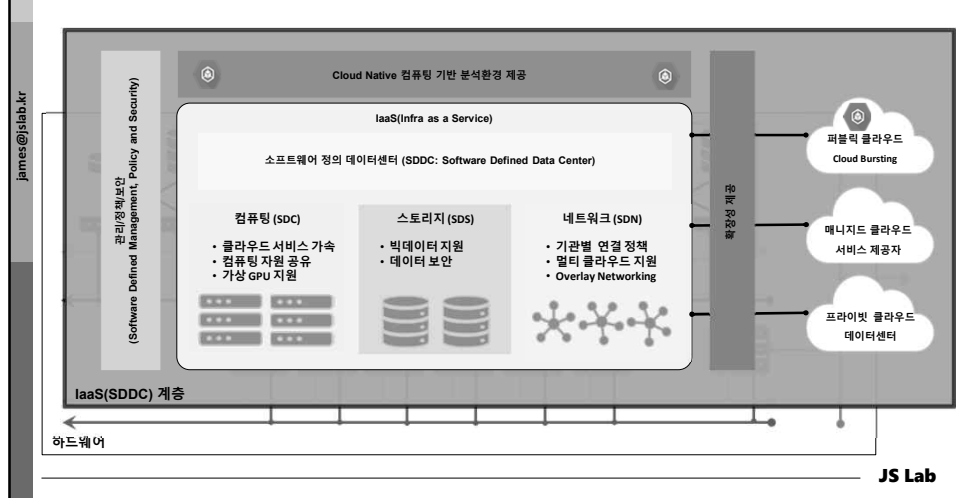 james@jslab.kr
관리/정책/보안
(Software Defined Management, Policy and Security)
Cloud Native 컴퓨팅 기반 분석환경 제공
IaaS(Infra as a Service)
소프트웨어 정의 데이터센터 (SDDC: Software Defined Data Center)
컴퓨팅 (SDC)
• 클라우드 서비스 가속
• 컴퓨팅 자원 공유
• 가상 GPU 지원
스토리지 (SDS)
• 빅데이터 지원
• 데이터 보안
네트워크 (SDN)
• 기관별 연결 정책
• 멀티 클라우드 지원
• Overlay Networking
확장성 제공
퍼블릭 클라우드
Cloud Bursting
매니지드 클라우드
서비스 제공자
프라이빗 클라우드
데이터센터
IaaS(SDDC) 계층
하드웨어
JS Lab